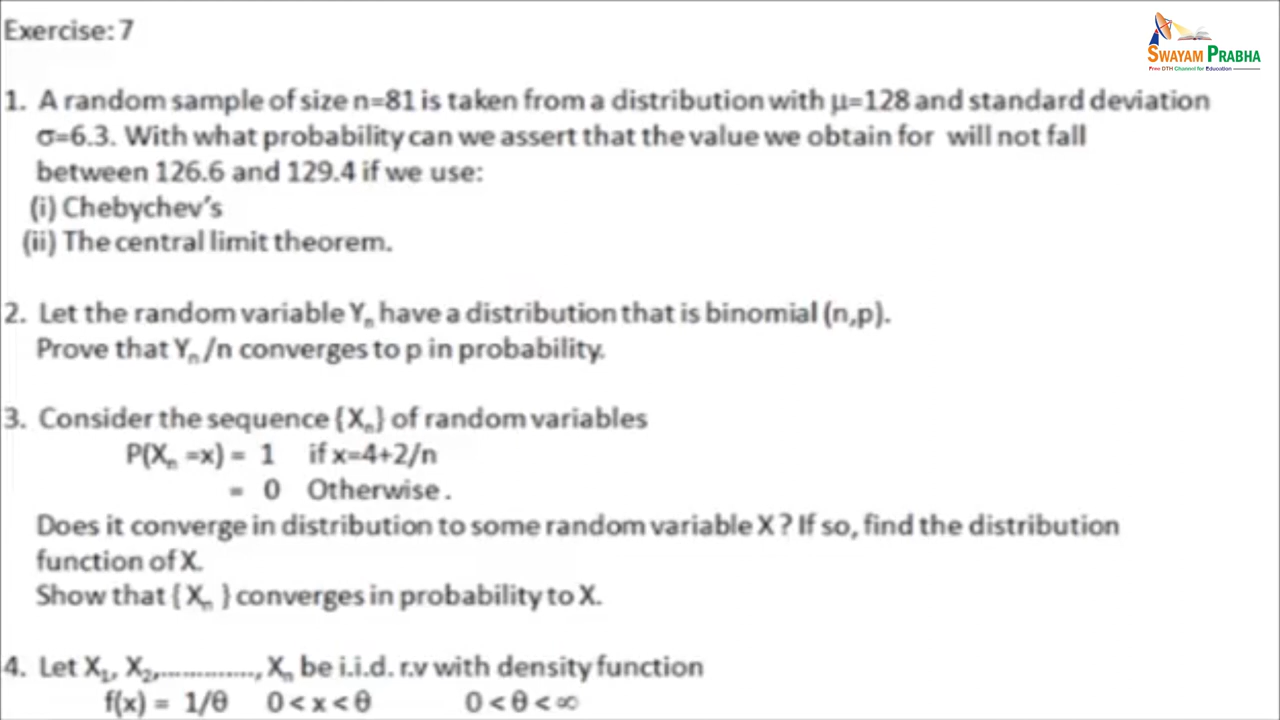 Exercise: 7
SWAYAM PRABHA
Free DTH Channel for Education
1. A random sample of size n=81 is taken from a distribution with μ=128 and standard deviation
σ=6.3. With what probability can we assert that the value we obtain for will not fall
between 126.6 and 129.4 if we use:
(i) Chebychev's
(ii) The central limit theorem.
2. Let the random variable Yₙ have a distribution that is binomial (n,p).
Prove that Yₙ/n converges to p in probability.
3. Consider the sequence {Xₙ} of random variables
P(Xₙ =x) = 1 if x=4+2/n
= 0 Otherwise.
Does it converge in distribution to some random variable X? If so, find the distribution
function of X.
Show that { Xₙ } converges in probability to X.
4. Let X₁, X₂,............., Xₙ be i.i.d. r.v with density function
f(x) = 1/θ 0 < x < θ 0 < θ < ∞